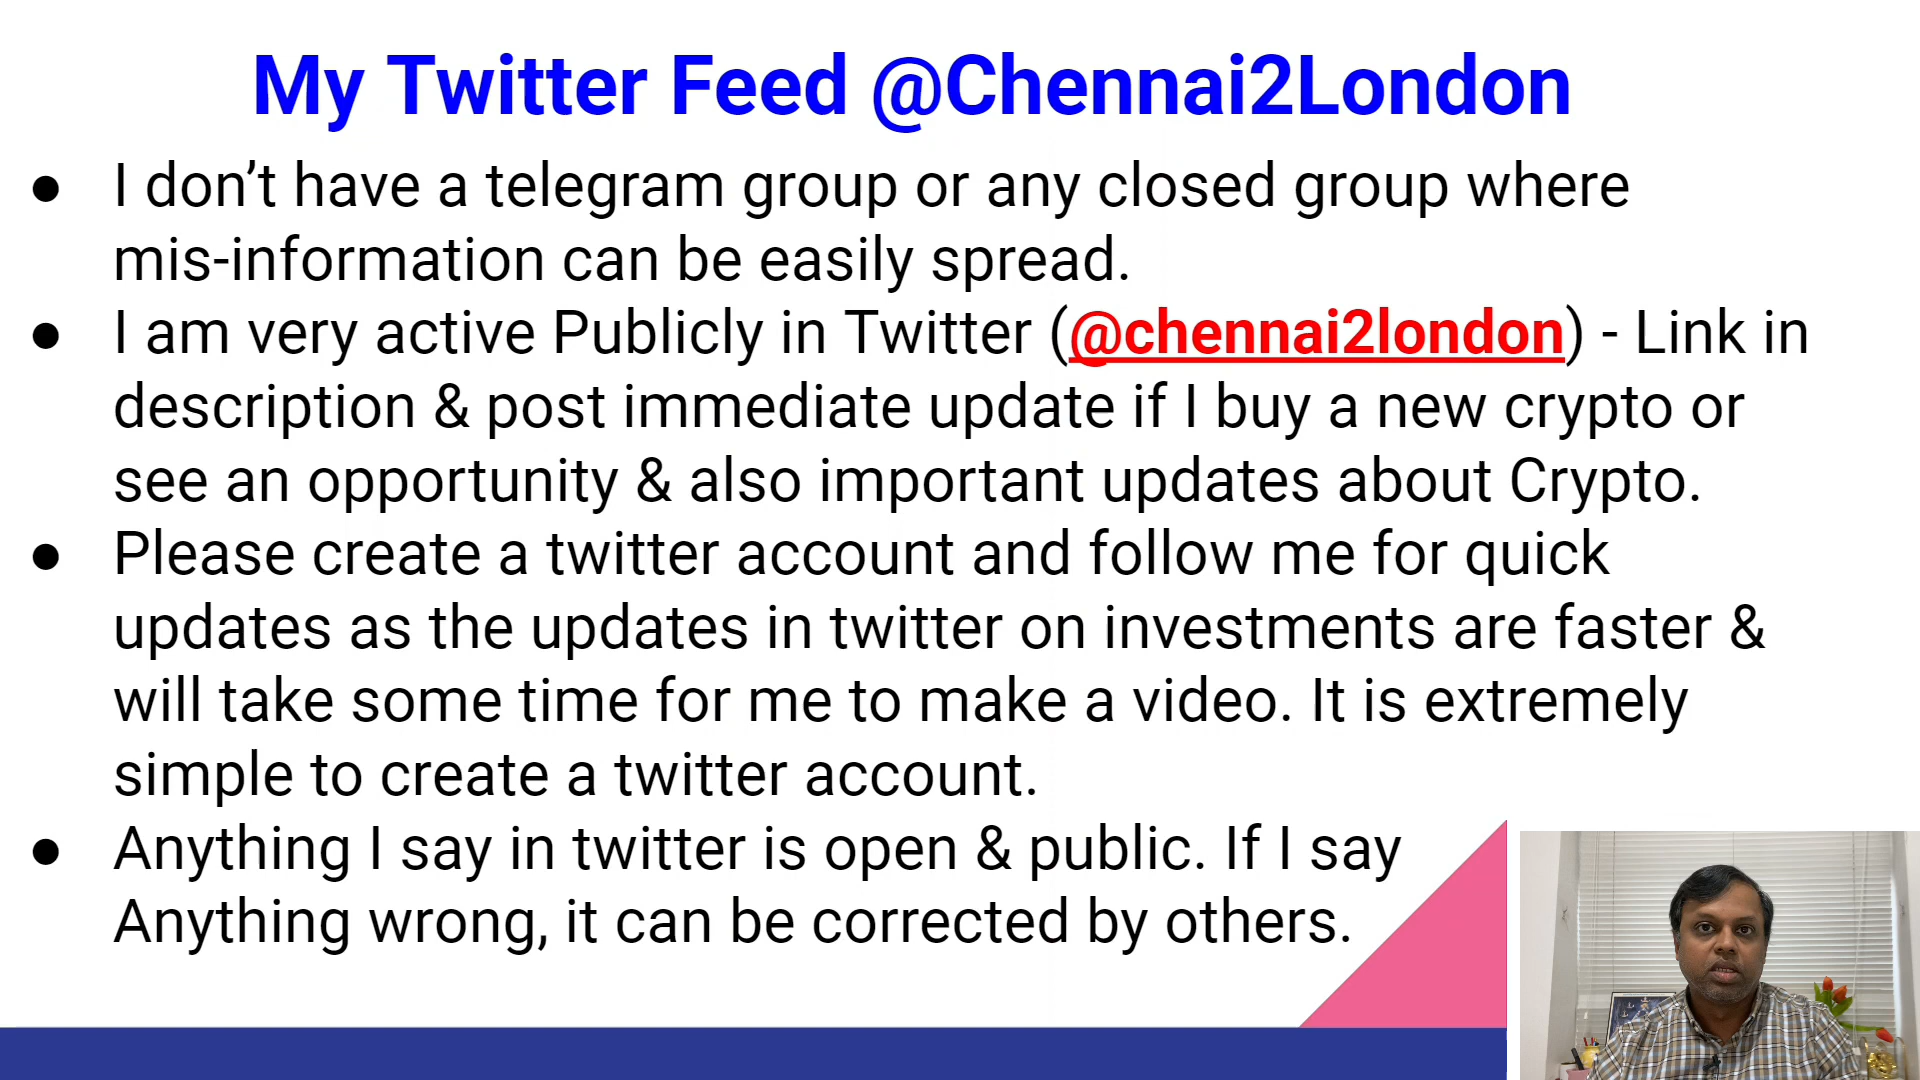 My Twitter Feed @Chennai2London
● I don’t have a telegram group or any closed group where
mis-information can be easily spread.
● I am very active Publicly in Twitter (@chennai2london) - Link in
description & post immediate update if I buy a new crypto or
see an opportunity & also important updates about Crypto.
● Please create a twitter account and follow me for quick
updates as the updates in twitter on investments are faster &
will take some time for me to make a video. It is extremely
simple to create a twitter account.
● Anything I say in twitter is open & public. If I say
Anything wrong, it can be corrected by others.